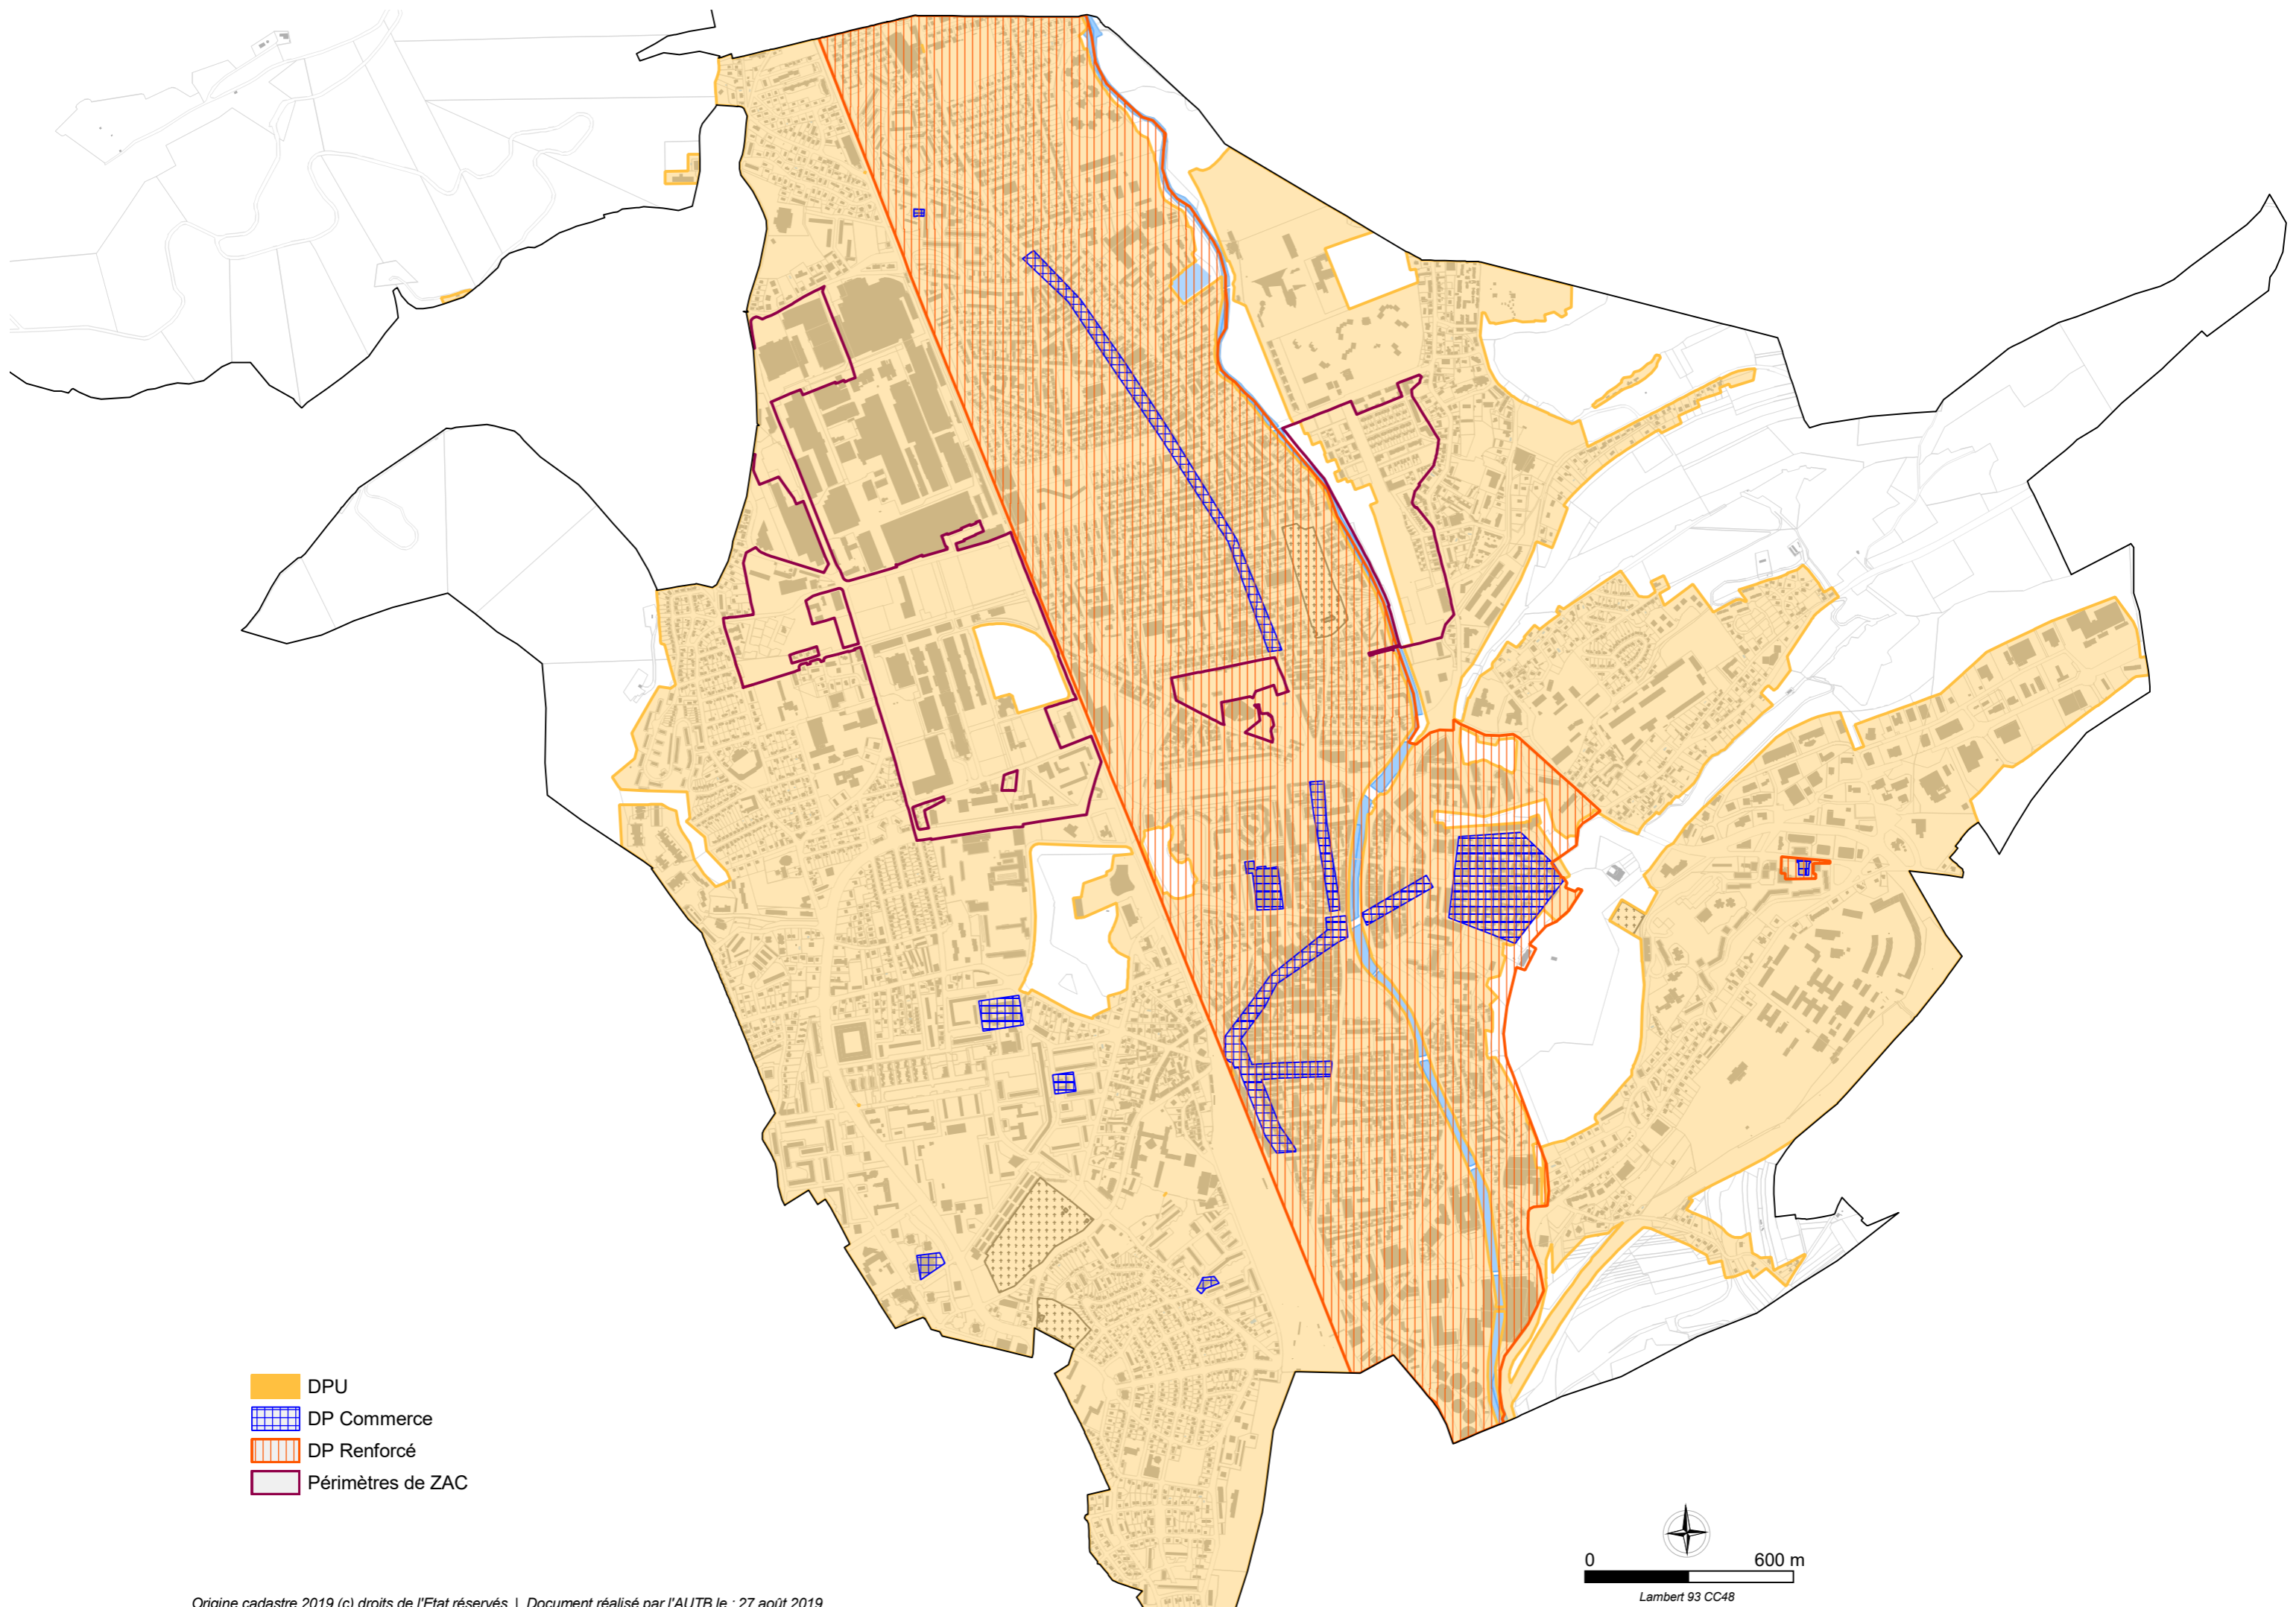 DPU
DP Commerce
DP Renforcé
Périmètres de ZAC
0 600 m
Lambert 93 CC48
Origine cadastre 2019 (c) droits de l'Etat réservés | Document réalisé par l'AUTB le : 27 août 2019